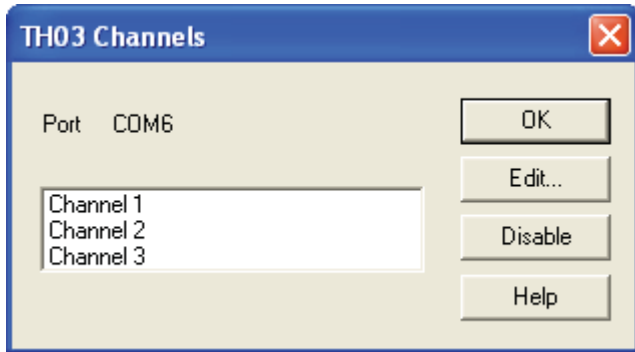 TH03 Channels
Port COM6
OK
Edit...
Channel 1
Channel 2
Channel 3
Disable
Help